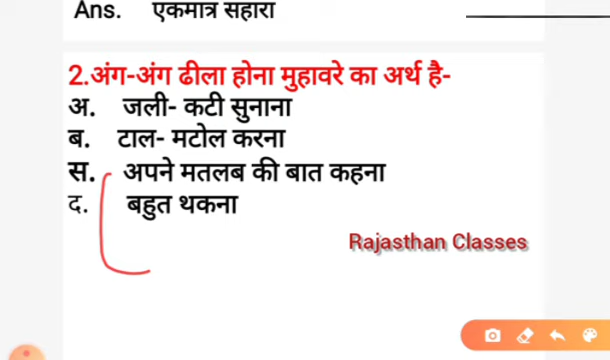 Ans. एकमात्र सहारा
2.अंग-अंग ढीला होना मुहावरे का अर्थ है-
अ. जली- कटी सुनाना
ब. टाल- मटोल करना
स. अपने मतलब की बात कहना
द. बहुत थकना
Rajasthan Classes